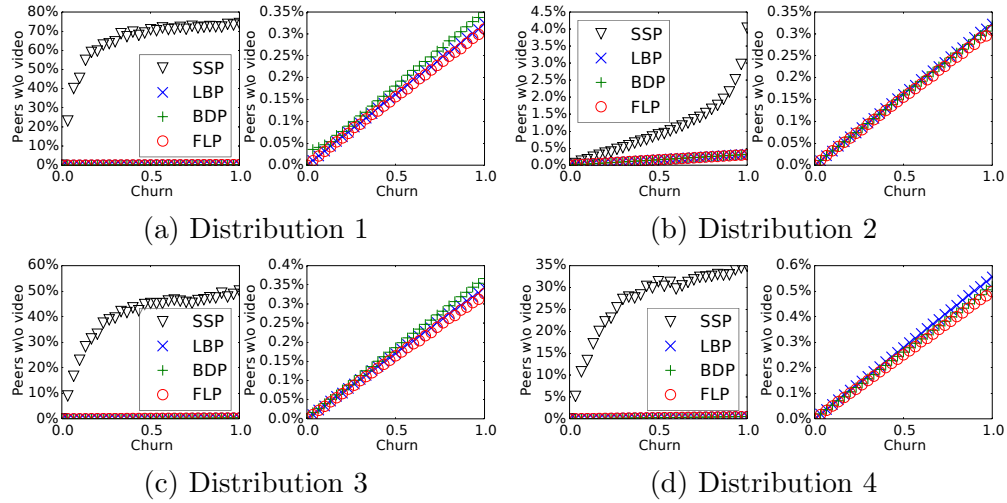 80%
70%
60%
50%
40%
30%
20%
10%
0%
Peers w\o video
0.0 0.5 1.0
Churn
SSP
LBP
BDP
FLP
0.35%
0.3%
0.25%
0.2%
0.15%
0.1%
0.05%
0.0%
Peers w\o video
0.0 0.5 1.0
Churn
(a) Distribution 1
4.5%
4.0%
3.5%
3.0%
2.5%
2.0%
1.5%
1.0%
0.5%
0.0%
Peers w\o video
0.0 0.5 1.0
Churn
SSP
LBP
BDP
FLP
0.35%
0.3%
0.25%
0.2%
0.15%
0.1%
0.05%
0.0%
Peers w\o video
0.0 0.5 1.0
Churn
(b) Distribution 2
60%
50%
40%
30%
20%
10%
0%
Peers w\o video
0.0 0.5 1.0
Churn
SSP
LBP
BDP
FLP
0.4%
0.35%
0.3%
0.25%
0.2%
0.15%
0.1%
0.05%
0.0%
Peers w\o video
0.0 0.5 1.0
Churn
(c) Distribution 3
35%
30%
25%
20%
15%
10%
5%
0%
Peers w\o video
0.0 0.5 1.0
Churn
SSP
LBP
BDP
FLP
0.6%
0.5%
0.4%
0.3%
0.2%
0.1%
0.0%
Peers w\o video
0.0 0.5 1.0
Churn
(d) Distribution 4